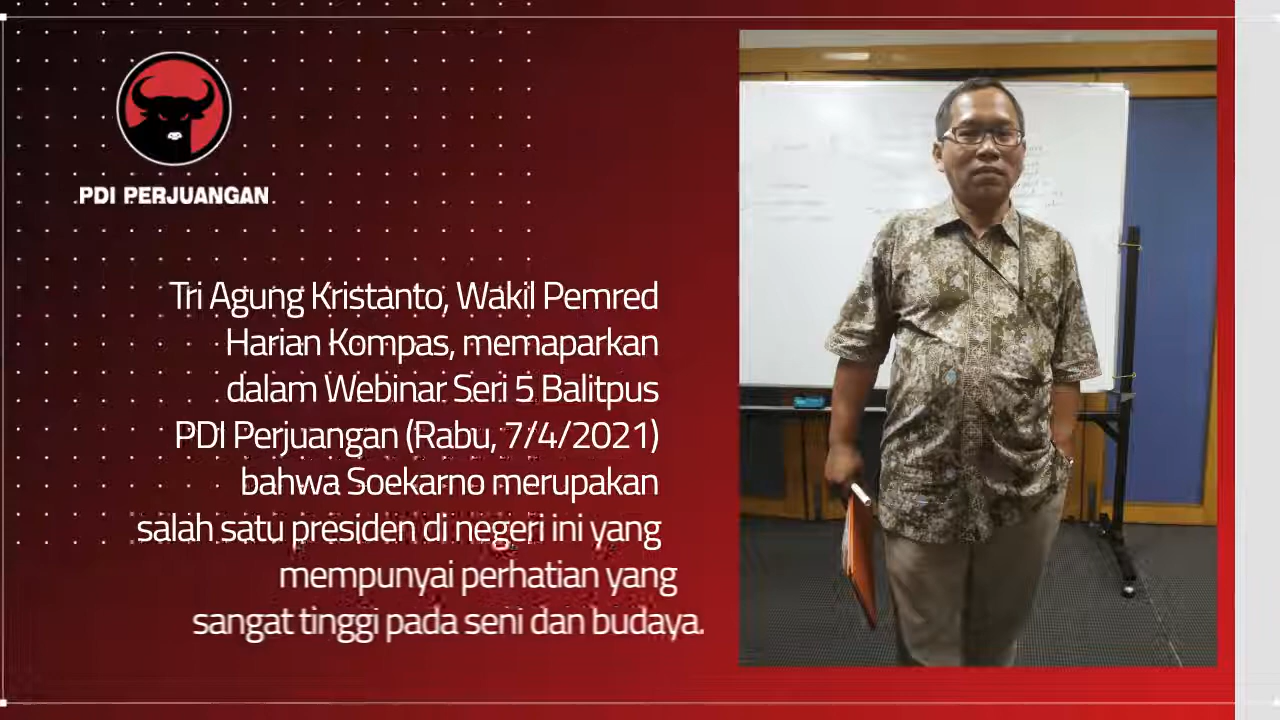 PDI PERJUANGAN
Tri Agung Kristanto, Wakil Pemred
Harian Kompas, memaparkan
dalam Webinar Seri 5 Balitpus
PDI Perjuangan (Rabu, 7/4/2021)
bahwa Soekarno merupakan
salah satu presiden di negeri ini yang
mempunyai perhatian yang
sangat tinggi pada seni dan budaya.